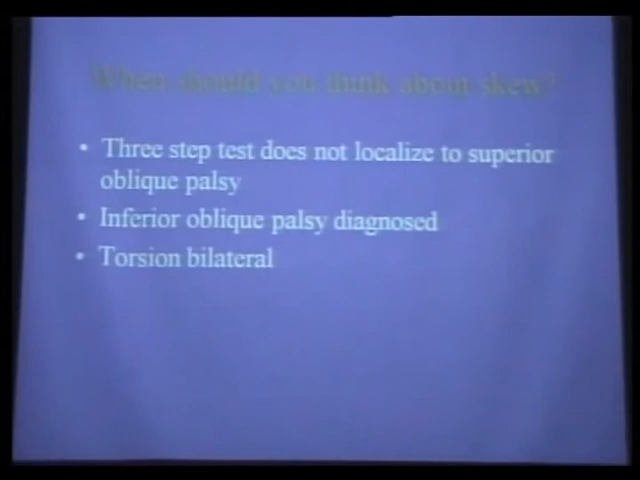 When should you think about skew?
• Three step test does not localize to superior
oblique palsy
• Inferior oblique palsy diagnosed
• Torsion bilateral